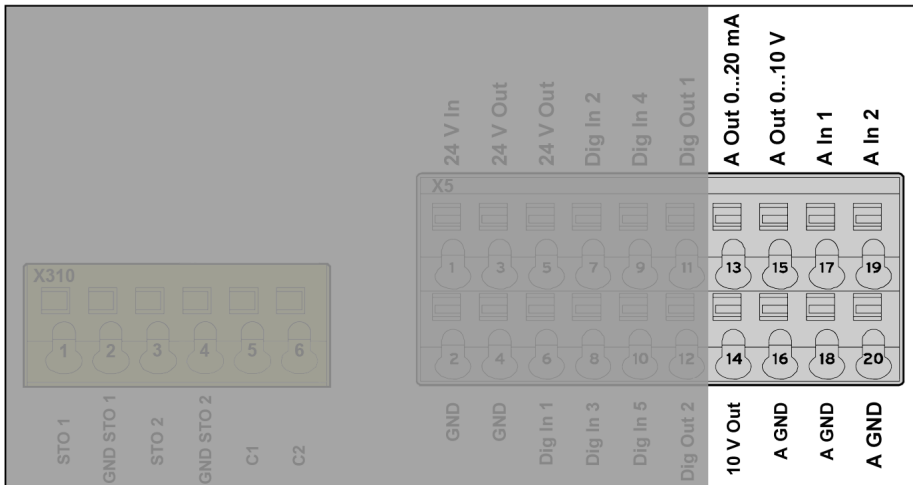 24 V In
24 V Out
24 V Out
Dig In 2
Dig In 4
Dig Out 1
A Out 0...20 mA
A Out 0...10 V
A In 1
A In 2
X5
1 3 5 7 9 11 13 15 17 19
2 4 6 8 10 12 14 16 18 20
GND
GND
Dig In 1
Dig In 3
Dig In 5
Dig Out 2
10 V Out
A GND
A GND
A GND
X310
1 2 3 4 5 6
STO 1
GND STO 1
STO 2
GND STO 2
C1
C2